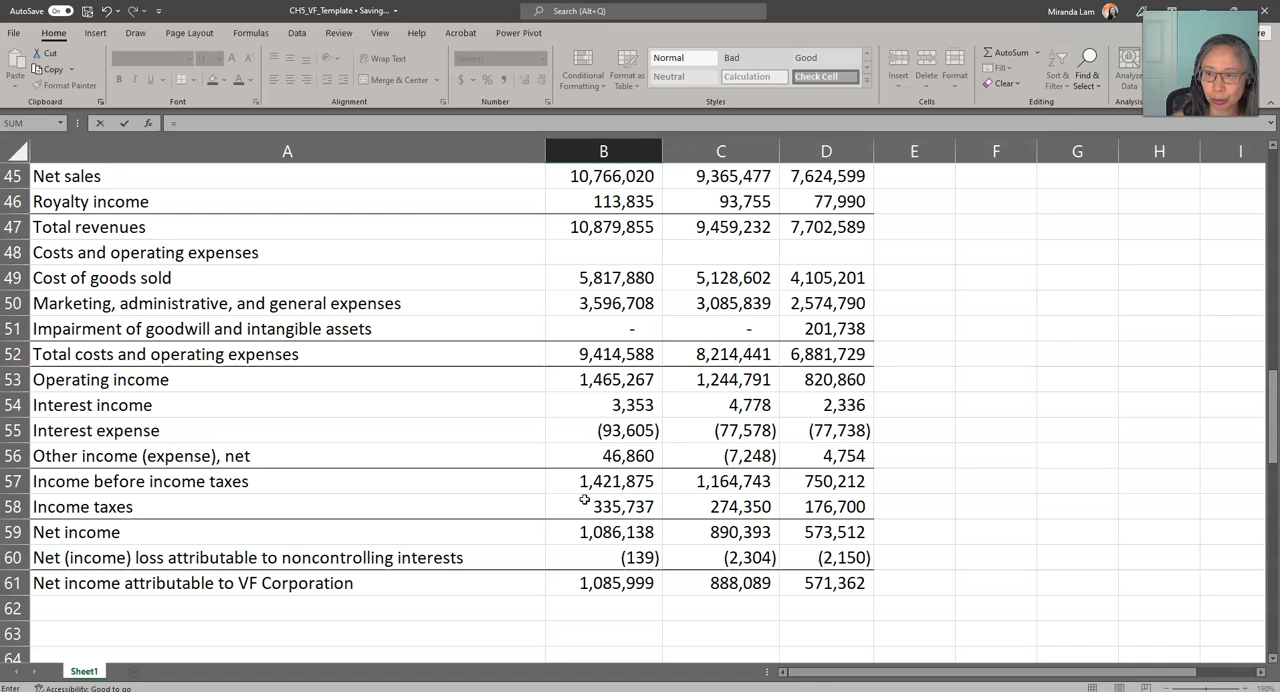 AutoSave On CH5_VF_Template • Saving... Search (Alt+Q) Miranda Lam
File Home Insert Draw Page Layout Formulas Data Review View Help Acrobat Power Pivot
Paste Cut Copy Format Painter Clipboard
B I U Font
Wrap Text Merge & Center Alignment
General $ % Number
Conditional Formatting Format as Table Normal Bad Good Neutral Calculation Check Cell Styles
Insert Delete Format Cells
AutoSum Fill Clear Sort & Filter Find & Select Editing
Analyze Data Analysis
SUM fx =
A B C D E F G H I
45 Net sales 10,766,020 9,365,477 7,624,599
46 Royalty income 113,835 93,755 77,990
47 Total revenues 10,879,855 9,459,232 7,702,589
48 Costs and operating expenses
49 Cost of goods sold 5,817,880 5,128,602 4,105,201
50 Marketing, administrative, and general expenses 3,596,708 3,085,839 2,574,790
51 Impairment of goodwill and intangible assets - - 201,738
52 Total costs and operating expenses 9,414,588 8,214,441 6,881,729
53 Operating income 1,465,267 1,244,791 820,860
54 Interest income 3,353 4,778 2,336
55 Interest expense (93,605) (77,578) (77,738)
56 Other income (expense), net 46,860 (7,248) 4,754
57 Income before income taxes 1,421,875 1,164,743 750,212
58 Income taxes 335,737 274,350 176,700
59 Net income 1,086,138 890,393 573,512
60 Net (income) loss attributable to noncontrolling interests (139) (2,304) (2,150)
61 Net income attributable to VF Corporation 1,085,999 888,089 571,362
62
63
64
Sheet1
Enter Accessibility: Good to go 190%